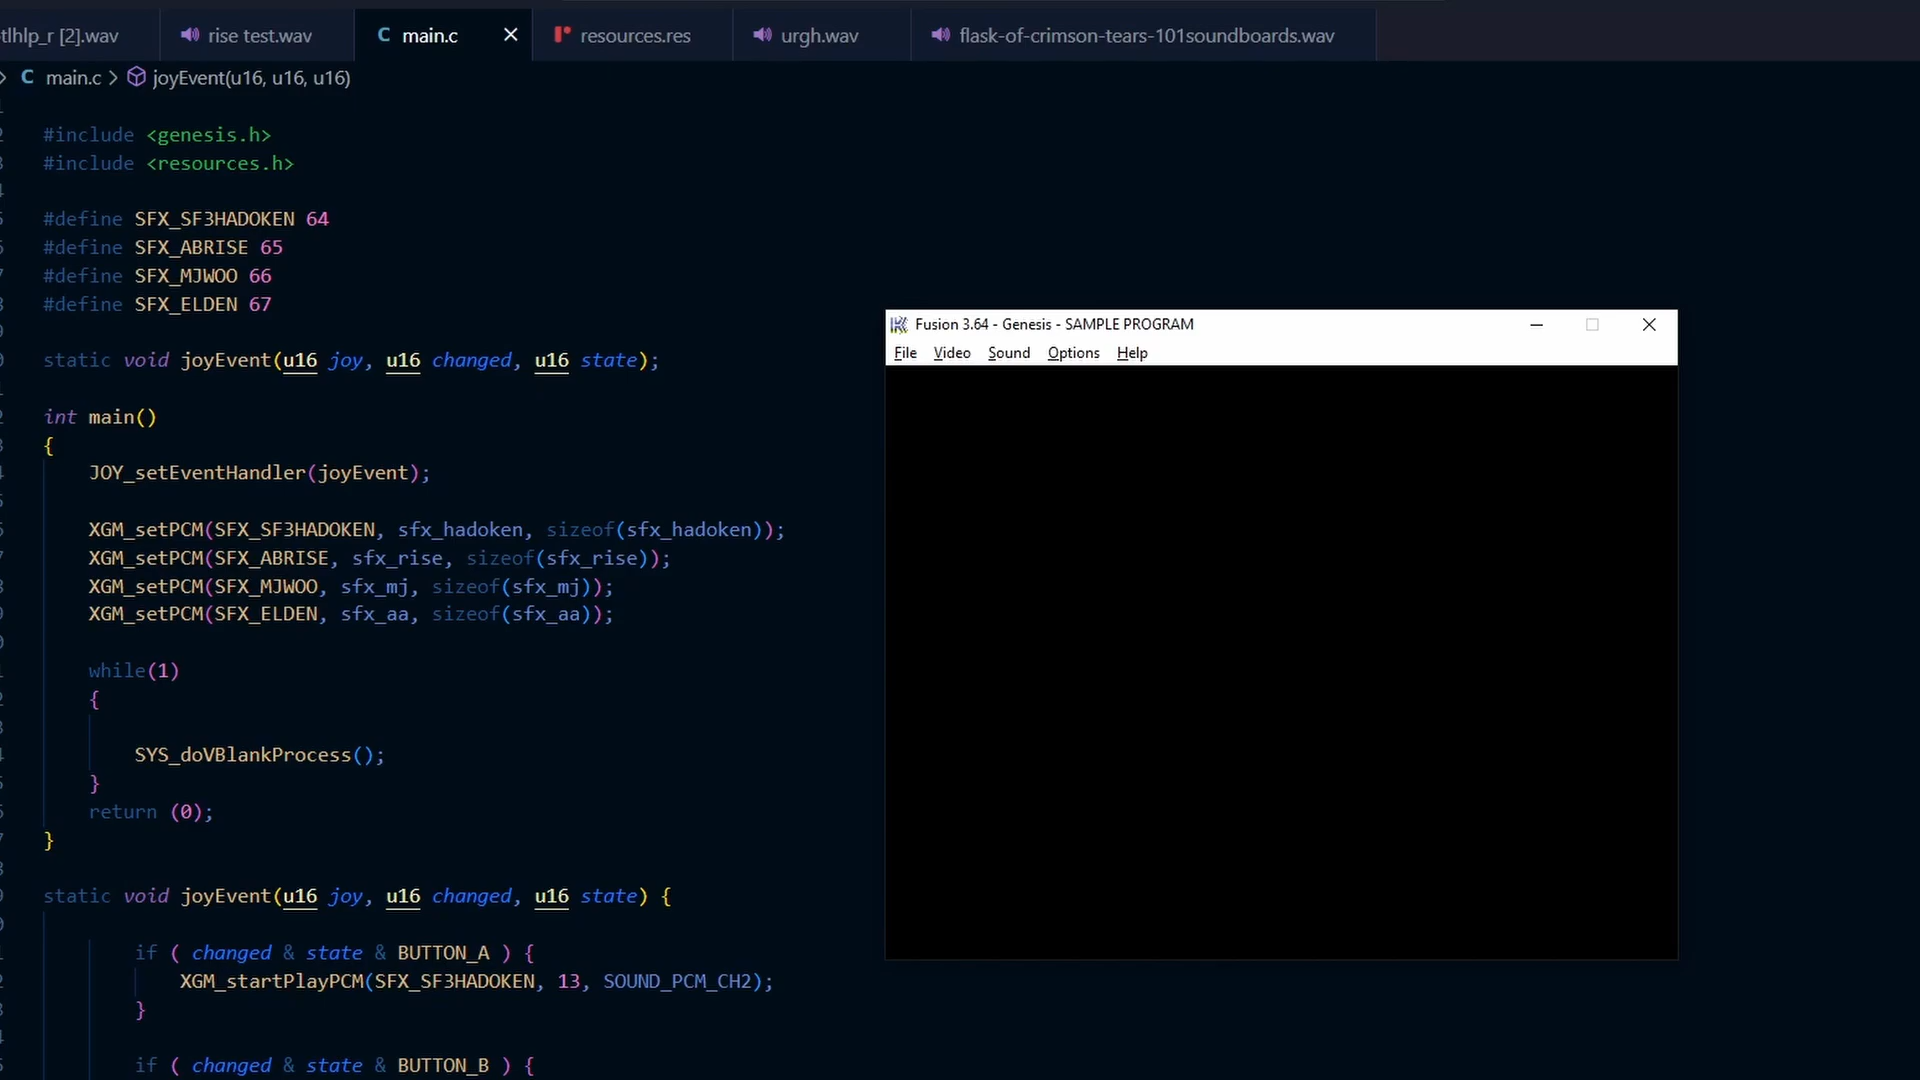 tlhlp_r [2].wav rise test.wav C main.c resources.res urgh.wav flask-of-crimson-tears-101soundboards.wav
C main.c > joyEvent(u16, u16, u16)
#include <genesis.h>
#include <resources.h>
#define SFX_SF3HADOKEN 64
#define SFX_ABRISE 65
#define SFX_MJWOO 66
#define SFX_ELDEN 67
static void joyEvent(u16 joy, u16 changed, u16 state);
int main()
{
JOY_setEventHandler(joyEvent);
XGM_setPCM(SFX_SF3HADOKEN, sfx_hadoken, sizeof(sfx_hadoken));
XGM_setPCM(SFX_ABRISE, sfx_rise, sizeof(sfx_rise));
XGM_setPCM(SFX_MJWOO, sfx_mj, sizeof(sfx_mj));
XGM_setPCM(SFX_ELDEN, sfx_aa, sizeof(sfx_aa));
while(1)
{
SYS_doVBlankProcess();
}
return (0);
}
static void joyEvent(u16 joy, u16 changed, u16 state) {
if ( changed & state & BUTTON_A ) {
XGM_startPlayPCM(SFX_SF3HADOKEN, 13, SOUND_PCM_CH2);
}
if ( changed & state & BUTTON_B ) {
Fusion 3.64 - Genesis - SAMPLE PROGRAM
File Video Sound Options Help